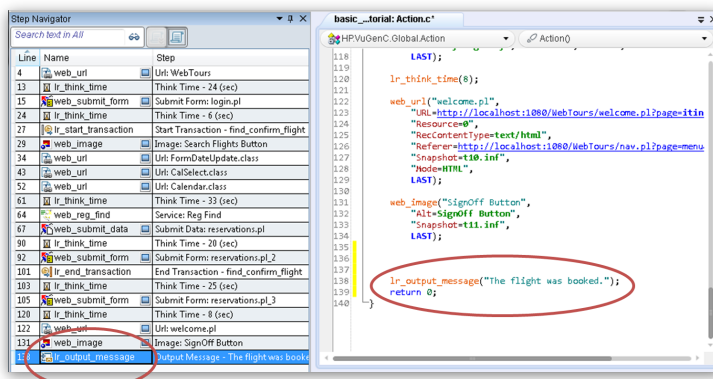 Step Navigator
Search text in All
Line Name Step
4 web_url Url: WebTours
13 lr_think_time Think Time - 24 (sec)
15 web_submit_form Submit Form: login.pl
24 lr_think_time Think Time - 6 (sec)
27 lr_start_transaction Start Transaction - find_confirm_flight
29 web_image Image: Search Flights Button
34 web_url Url: FormDateUpdate.class
43 web_url Url: CalSelect.class
52 web_url Url: Calendar.class
61 lr_think_time Think Time - 33 (sec)
64 web_reg_find Service: Reg Find
67 web_submit_data Submit Data: reservations.pl
90 lr_think_time Think Time - 20 (sec)
92 web_submit_form Submit Form: reservations.pl_2
101 lr_end_transaction End Transaction - find_confirm_flight
103 lr_think_time Think Time - 25 (sec)
105 web_submit_form Submit Form: reservations.pl_3
120 lr_think_time Think Time - 8 (sec)
122 web_url Url: welcome.pl
131 web_image Image: SignOff Button
138 lr_output_message Output Message - The flight was booke
basic_...torial: Action.c*
HP.VuGenC.Global.Action Action()
118 LAST);
119
120 lr_think_time(8);
121
122 web_url("welcome.pl",
123 "URL=http://localhost:1080/WebTours/welcome.pl?page=itin
124 "Resource=0",
125 "RecContentType=text/html",
126 "Referer=http://localhost:1080/WebTours/nav.pl?page=menu
127 "Snapshot=t10.inf",
128 "Mode=HTML",
129 LAST);
130
131 web_image("SignOff Button",
132 "Alt=SignOff Button",
133 "Snapshot=t11.inf",
134 LAST);
135
136
137
138 lr_output_message("The flight was booked.");
139 return 0;
140 }